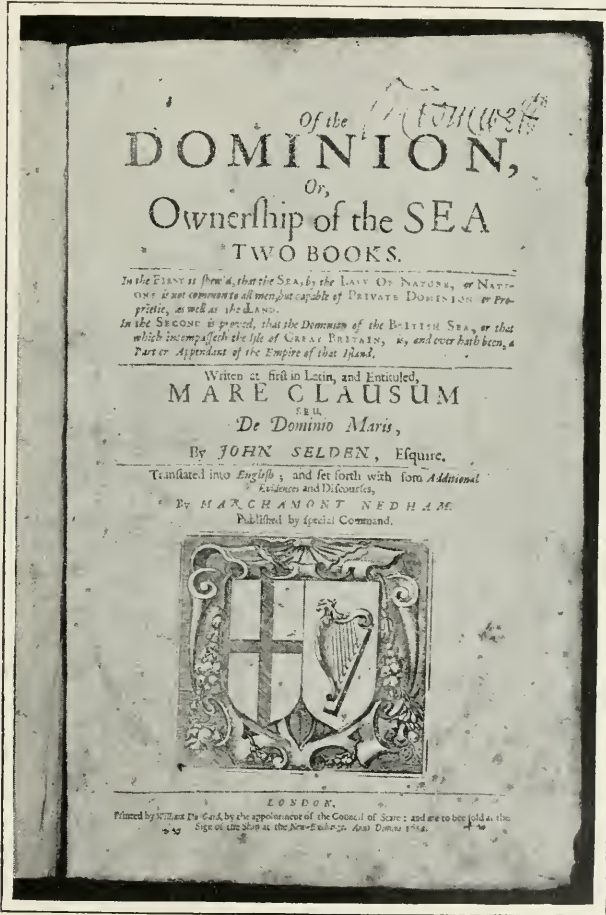 Of the
DOMINION,
Or,
Ownerſhip of the SEA
TWO BOOKS.
In the FIRST is ſhew'd, that the SEA, by the LAW OF NATURE, or NATI-
ONS is not common to all men, but capable of PRIVATE DOMINION or Pro-
prietie, as well as the LAND.
In the SECOND is proved, that the Dominion of the BRITISH SEA, or that
which incompaſſeth the Iſle of GREAT BRITAIN, is, and ever hath been, a
Part or Appendant of the Empire of that Iſland.
Writen at firſt in Latin, and Entituled,
MARE CLAUSUM
SEU,
De Dominio Maris,
By JOHN SELDEN, Eſquire.
Tranſlated into Engliſh; and ſet forth with ſom Additional
Evidences and Diſcourſes,
By MARCHAMONT NEDHAM.
Publiſhed by ſpecial Command.
LONDON,
Printed by William Du-Gard, by the appointment of the Council of State: and are to bee ſold at the
Sign of the Ship at the New-Exchange. Anno Domini 1652.